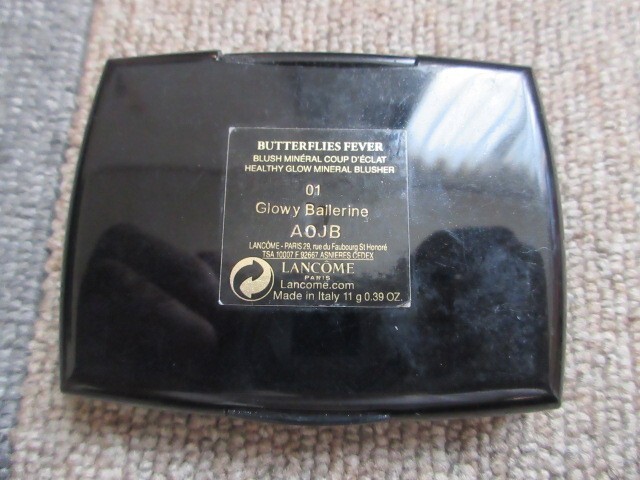 BUTTERFLIES FEVER
BLUSH MINÉRAL COUP D'ÉCLAT
HEALTHY GLOW MINERAL BLUSHER
01
Glowy Ballerine
A0JB
LANCÔME - PARIS 29, rue du Faubourg St Honoré
TSA 10007 F 92667 ASNIERES CEDEX
LANCÔME
PARIS
Lancome.com
Made in Italy 11 g 0.39 OZ.